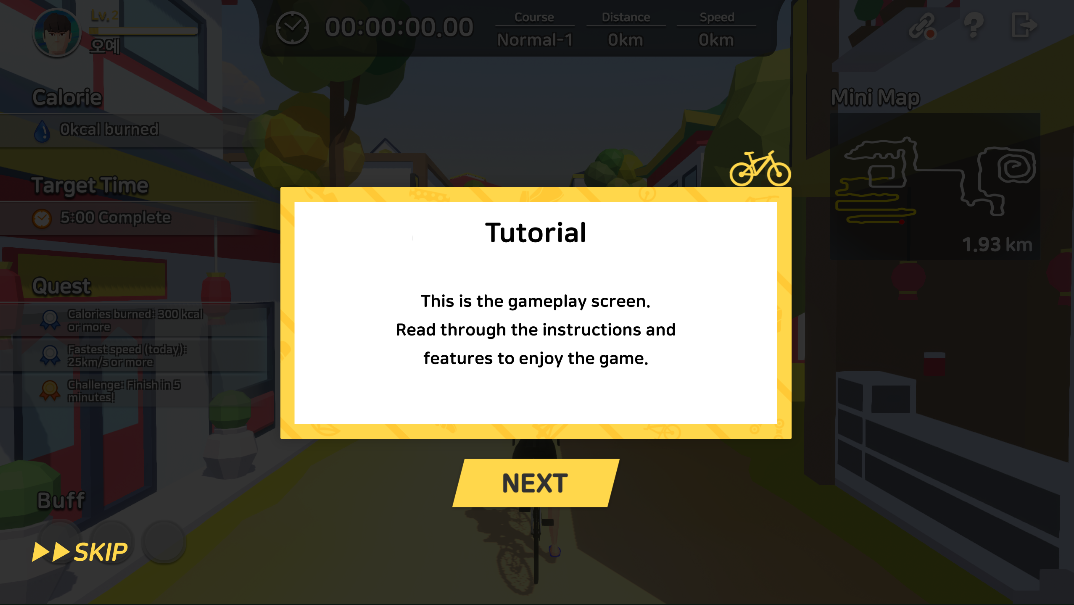 Lv.2
오예
00:00:00.00
Course
Normal-1
Distance
0km
Speed
0km
?
Calorie
0kcal burned
Target Time
5:00 Complete
Quest
Calories burned: 300 kcal
or more
Fastest speed (today):
25km/s or more
Challenge: Finish in 5
minutes!
Buff
SKIP
Mini Map
1.93 km
Tutorial
This is the gameplay screen.
Read through the instructions and
features to enjoy the game.
NEXT